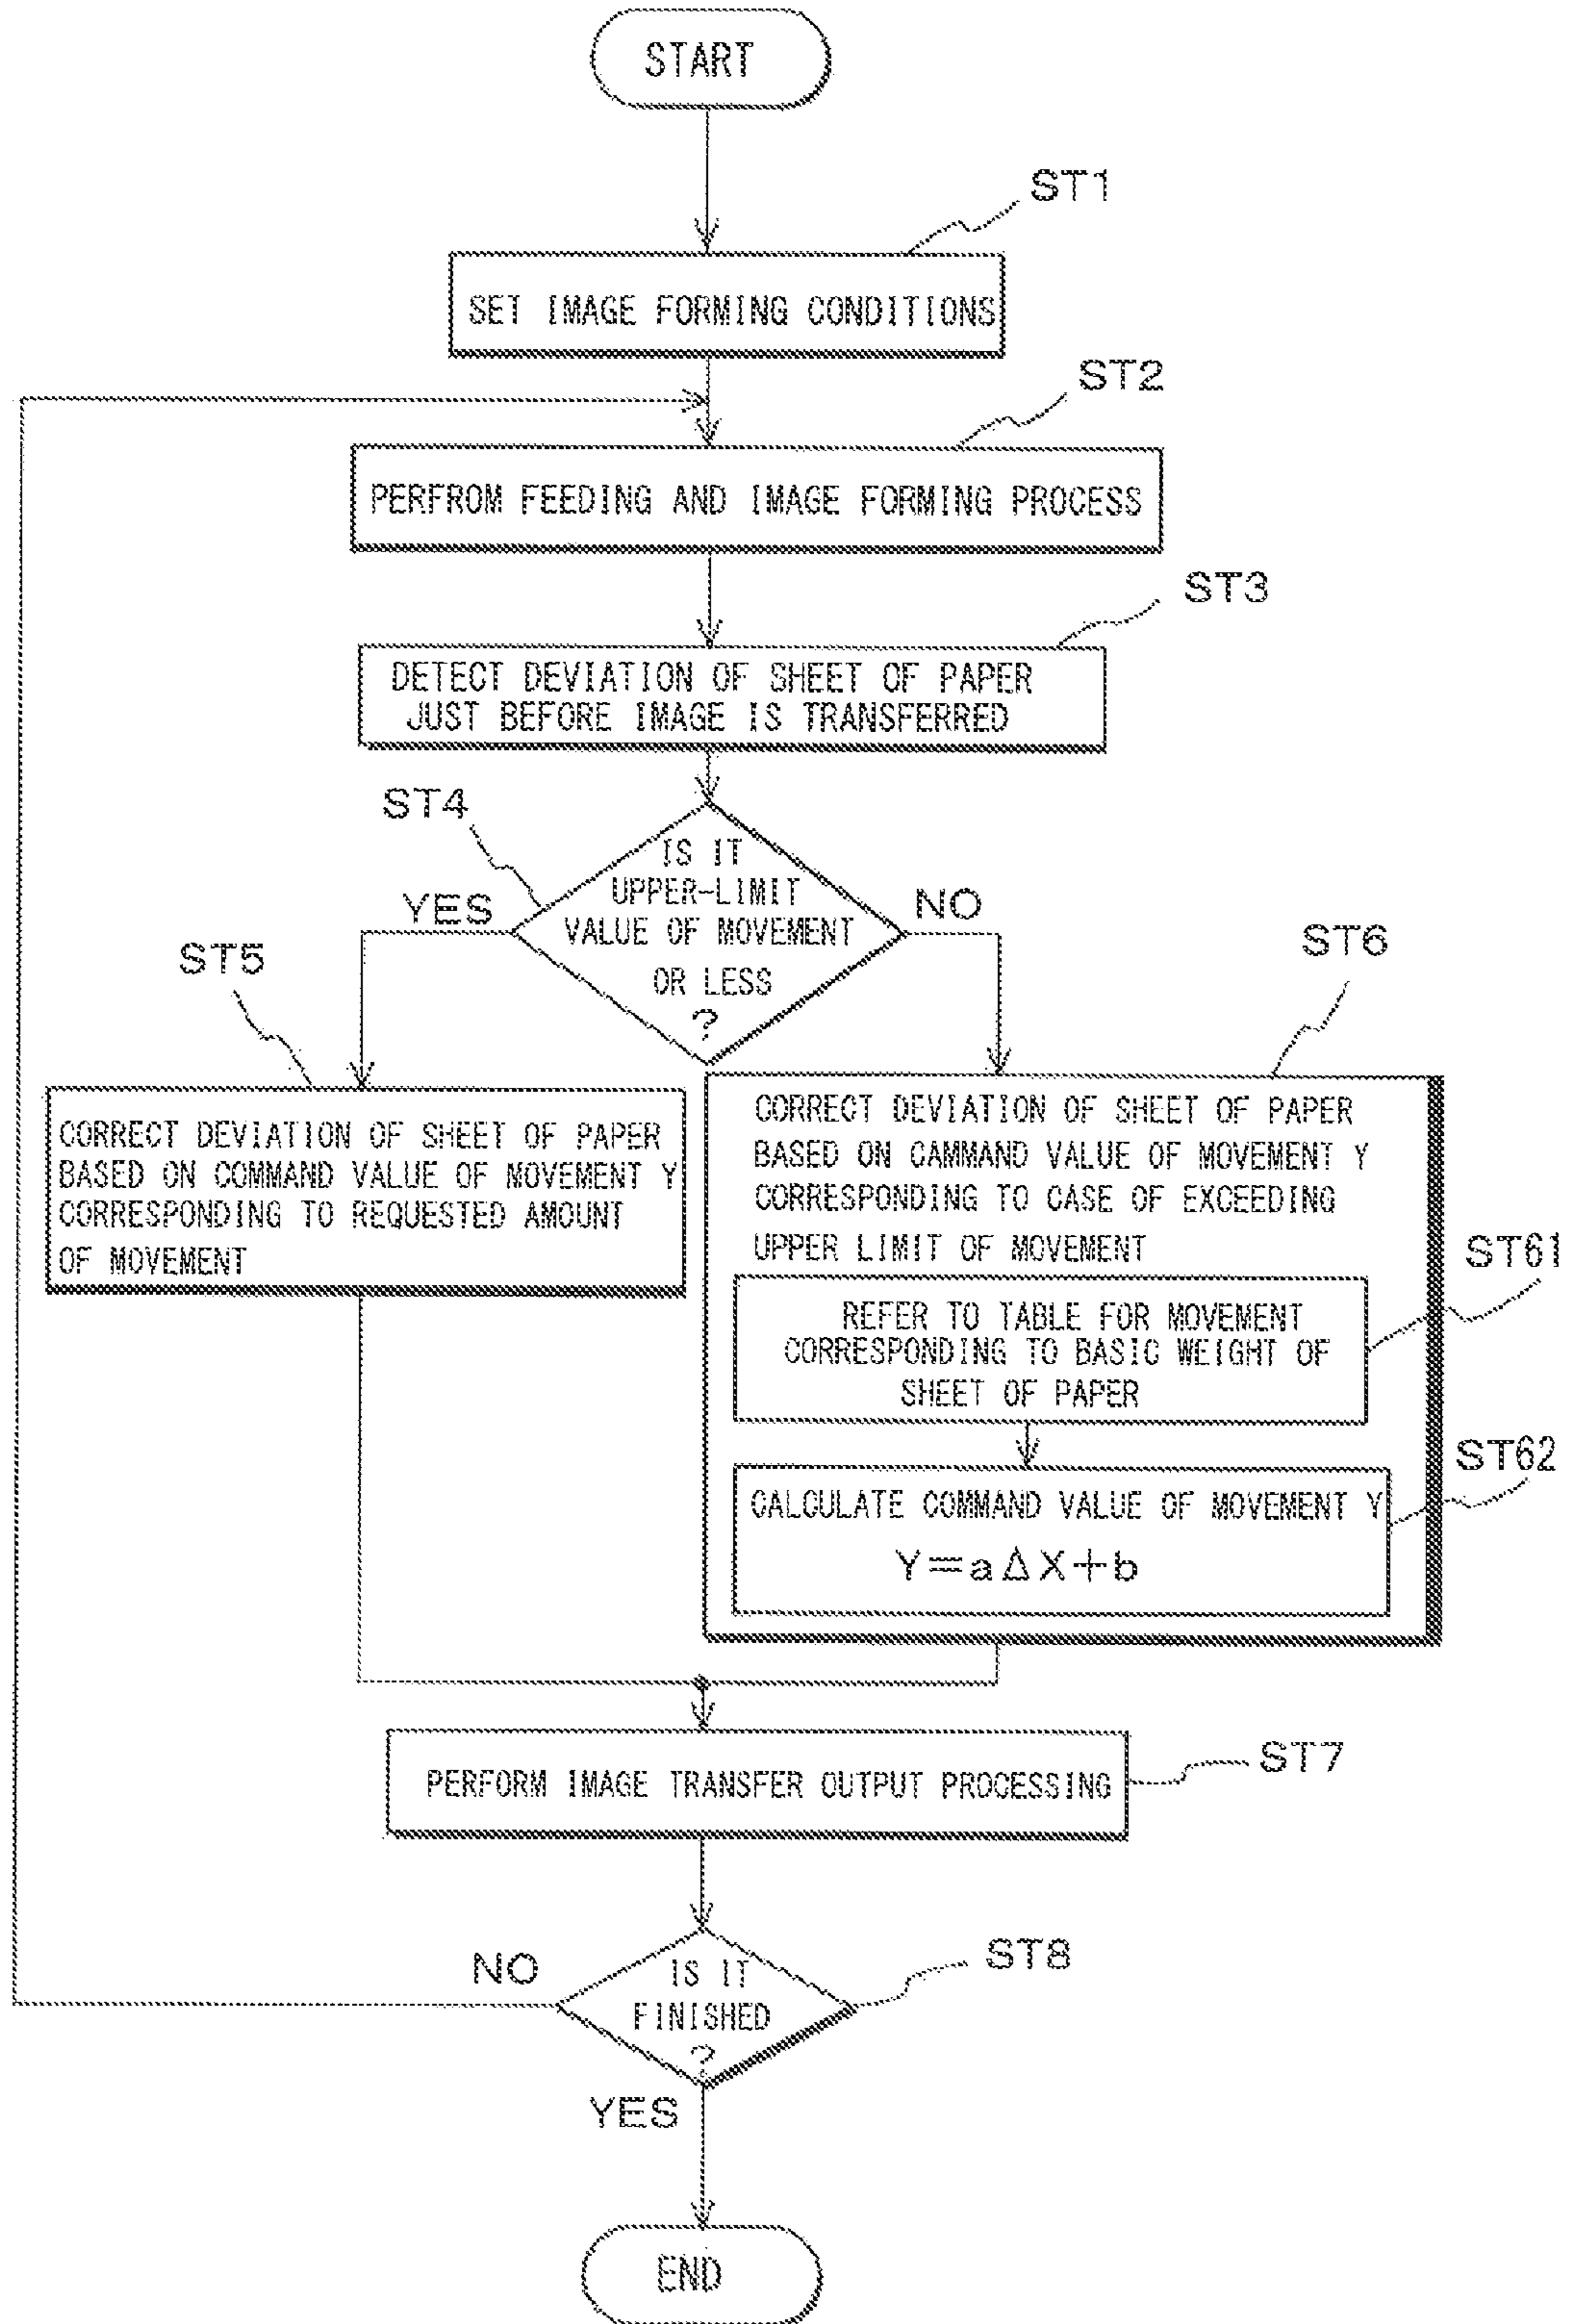 START
ST1
SET IMAGE FORMING CONDITIONS
ST2
PERFROM FEEDING AND IMAGE FORMING PROCESS
ST3
DETECT DEVIATION OF SHEET OF PAPER
JUST BEFORE IMAGE IS TRANSFERRED
ST4
IS IT
UPPER-LIMIT
VALUE OF MOVEMENT
OR LESS
?
YES
NO
ST5
CORRECT DEVIATION OF SHEET OF PAPER
BASED ON COMMAND VALUE OF MOVEMENT Y
CORRESPONDING TO REQUESTED AMOUNT
OF MOVEMENT
ST6
CORRECT DEVIATION OF SHEET OF PAPER
BASED ON CAMMAND VALUE OF MOVEMENT Y
CORRESPONDING TO CASE OF EXCEEDING
UPPER LIMIT OF MOVEMENT
ST61
REFER TO TABLE FOR MOVEMENT
CORRESPONDING TO BASIC WEIGHT OF
SHEET OF PAPER
ST62
CALCULATE COMMAND VALUE OF MOVEMENT Y
Y=aΔX+b
ST7
PERFORM IMAGE TRANSFER OUTPUT PROCESSING
NO
ST8
IS IT
FINISHED
?
YES
END